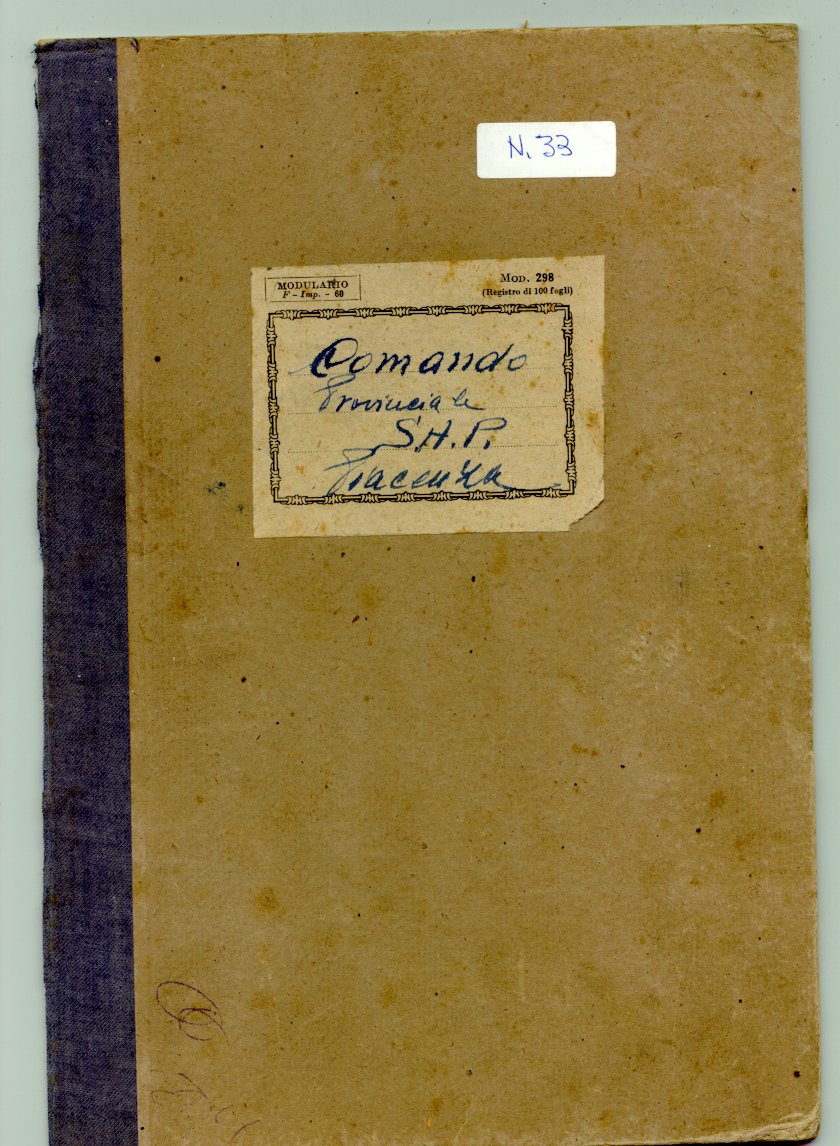 N. 33
MODULARIO
F - Imp. - 60
MOD. 298
(Registro di 100 fogli)
Comando
Provinciale
S.A.P.
Piacenza